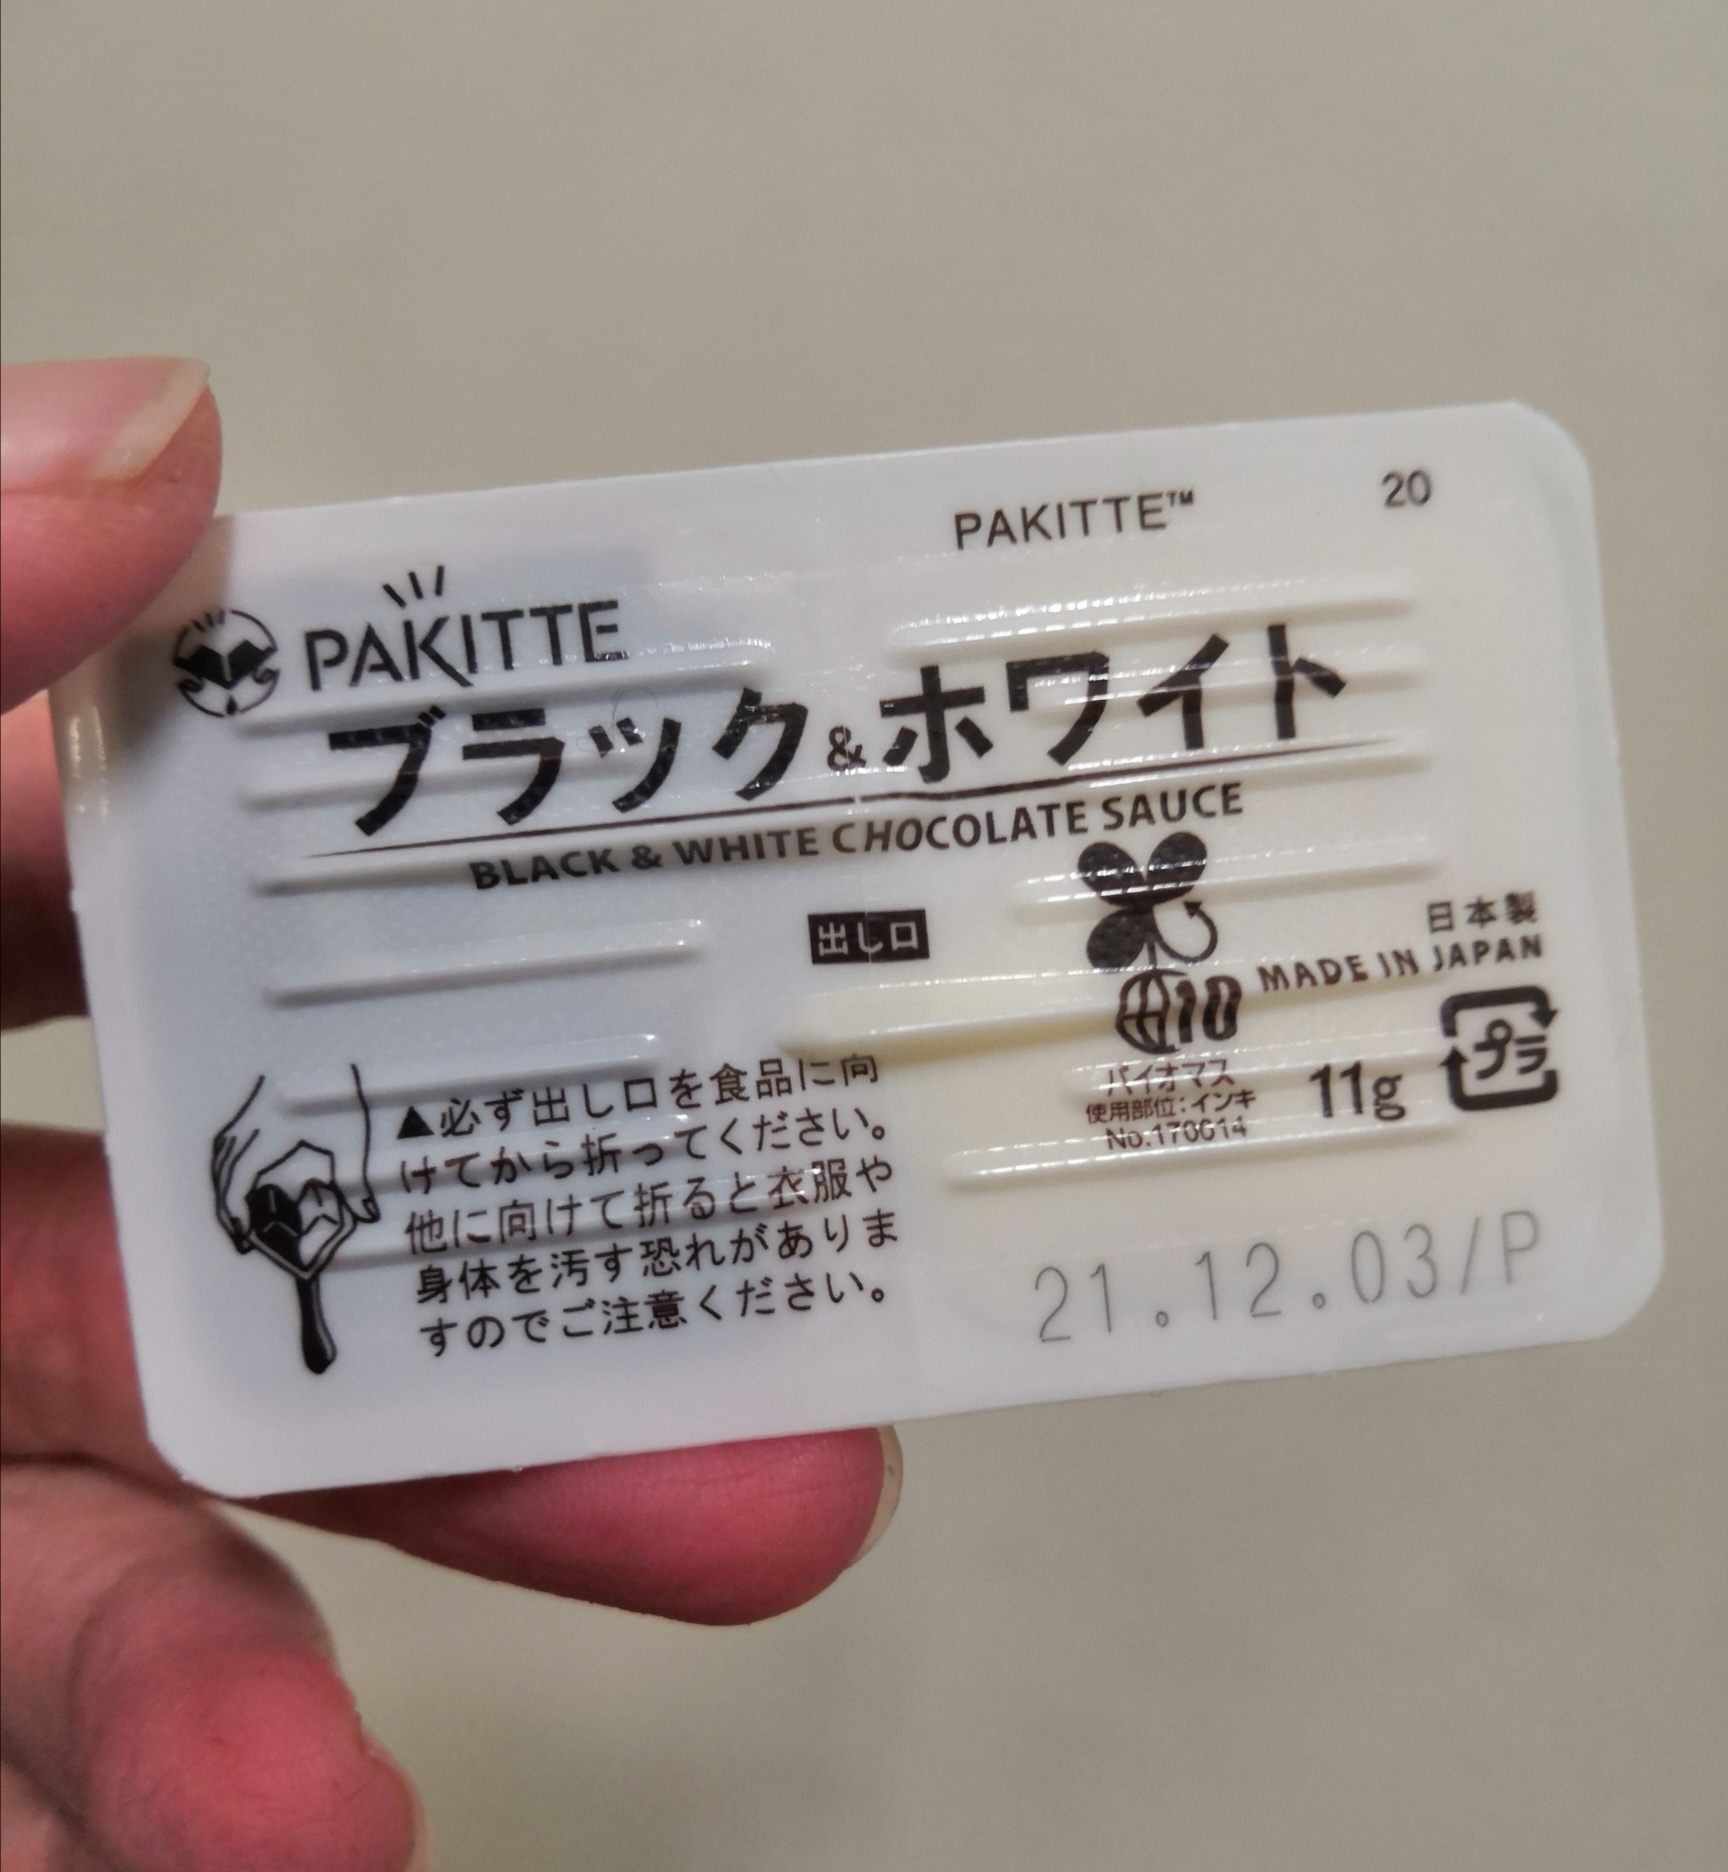 PAKITTE™
20
PAKITTE
ブラック&ホワイト
BLACK & WHITE CHOCOLATE SAUCE
出し口
日本製
MADE IN JAPAN
10
バイオマス
使用部位:インキ
No.170014
11g
プラ
▲必ず出し口を食品に向
けてから折ってください。
他に向けて折ると衣服や
身体を汚す恐れがありま
すのでご注意ください。
21.12.03/P